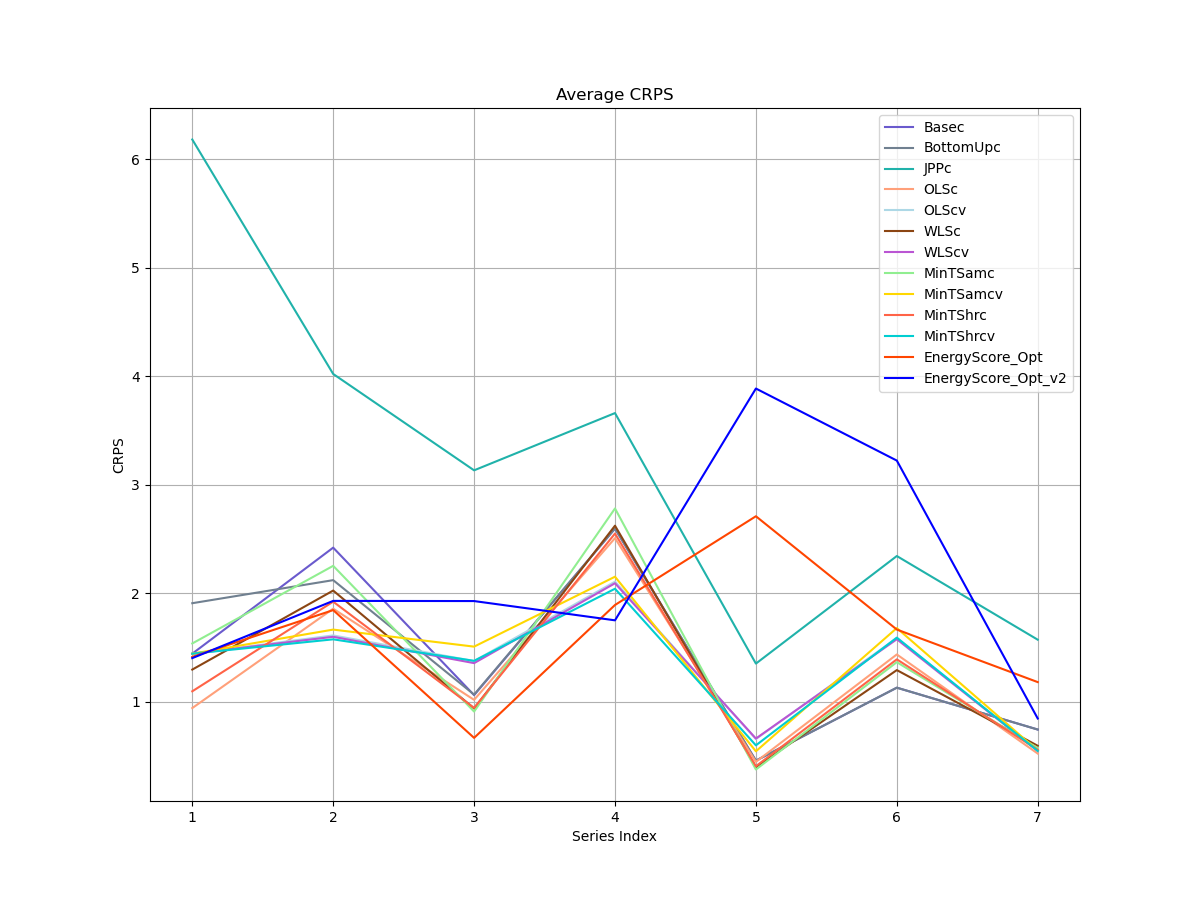 Average CRPS
6
5
4
3
2
1
CRPS
1 2 3 4 5 6 7
Series Index
Basec
BottomUpc
JPPc
OLSc
OLScv
WLSc
WLScv
MinTSamc
MinTSamcv
MinTShrc
MinTShrcv
EnergyScore_Opt
EnergyScore_Opt_v2